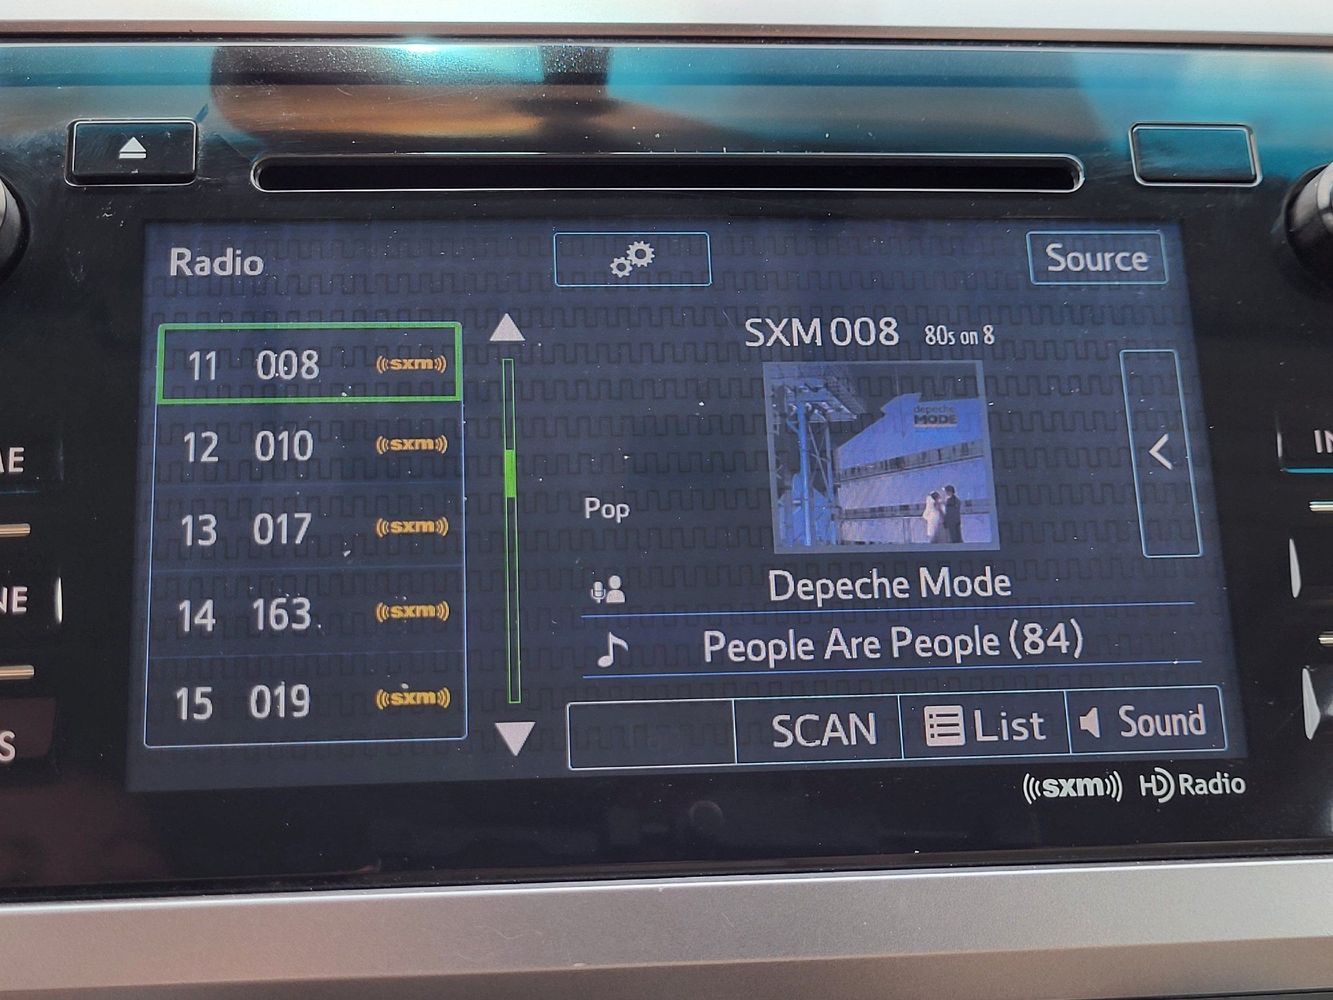 Radio
Source
SXM 008 80s on 8
11 008 sxm
12 010 sxm
13 017 sxm
14 163 sxm
15 019 sxm
depeche
MODE
Pop
Depeche Mode
People Are People (84)
SCAN
List
Sound
sxm
HD Radio